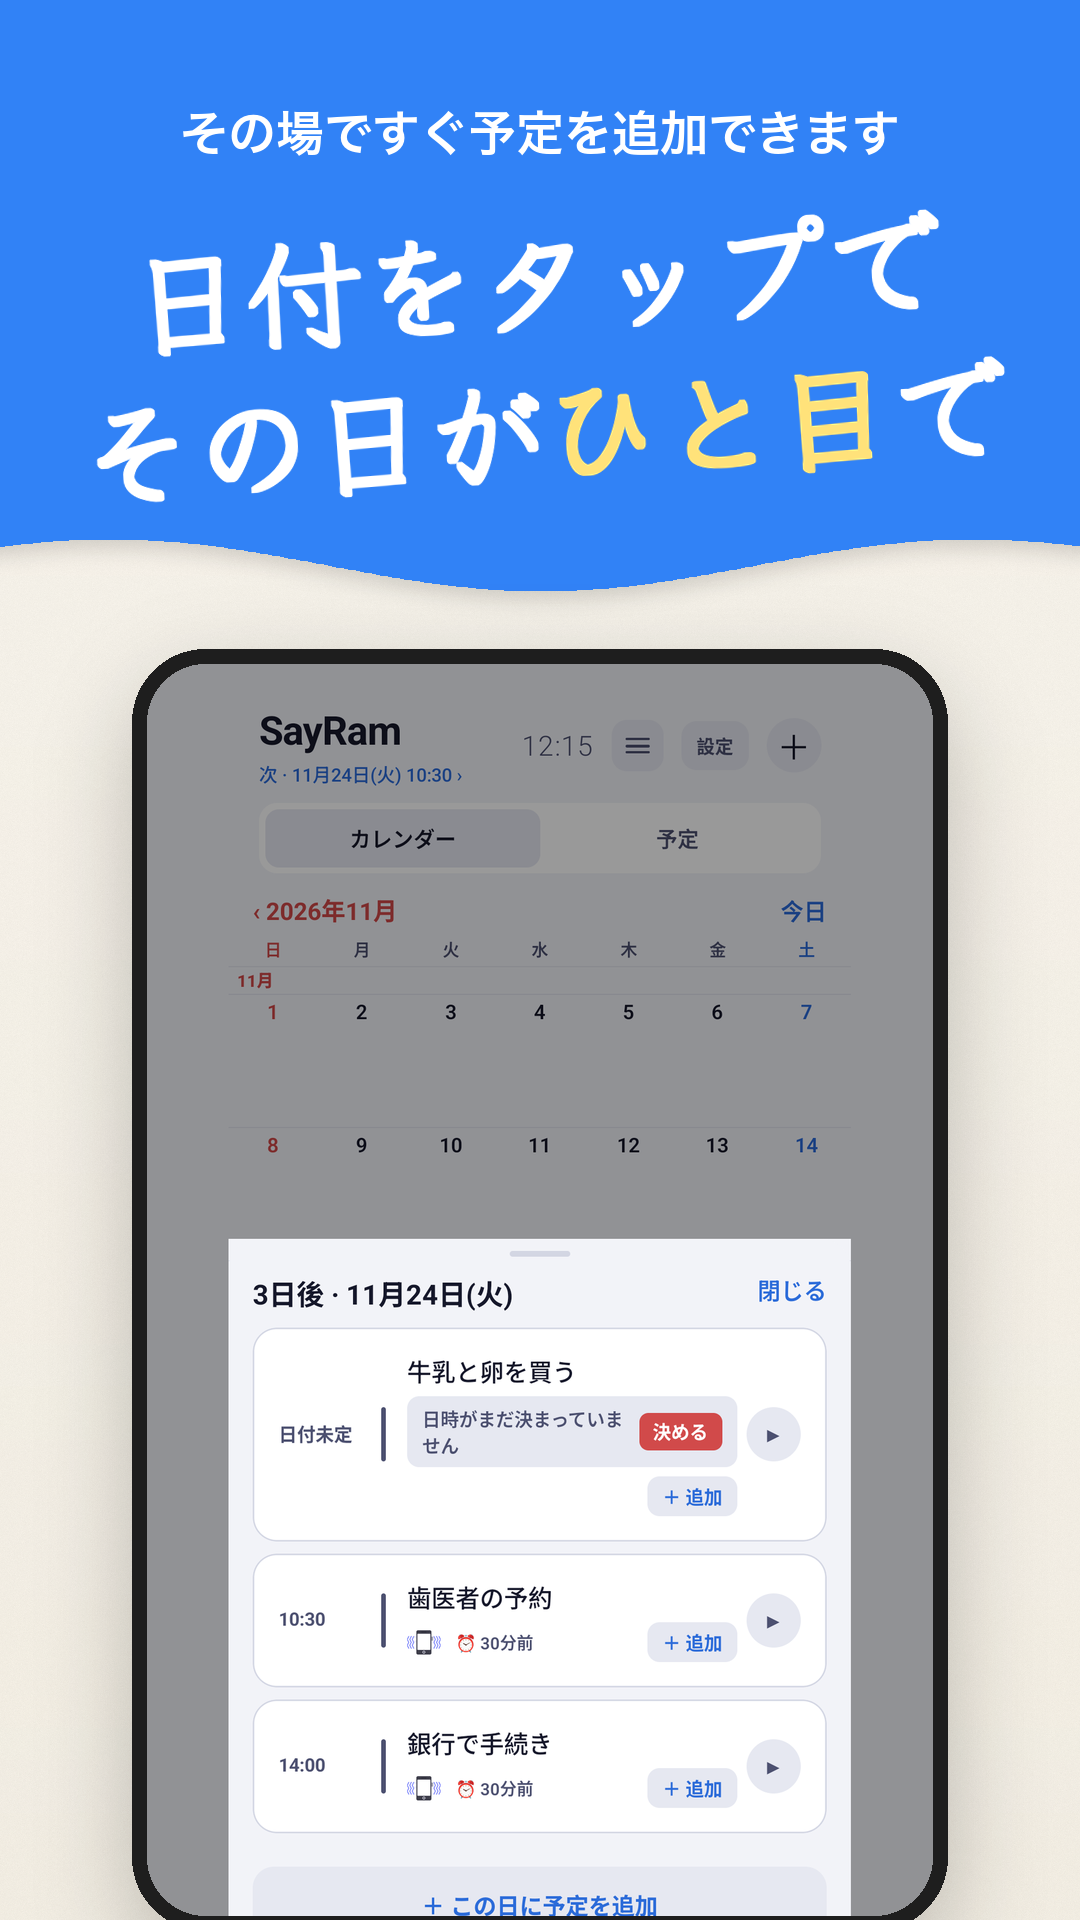 その場ですぐ予定を追加できます
日付をタップで
その日がひと目で
SayRam
12:15
設定
次 · 11月24日(火) 10:30 ›
カレンダー
予定
‹ 2026年11月
今日
日 月 火 水 木 金 土
11月
1 2 3 4 5 6 7
8 9 10 11 12 13 14
3日後 · 11月24日(火)
閉じる
牛乳と卵を買う
日付未定
日時がまだ決まっていま
せん
決める
＋ 追加
歯医者の予約
10:30
30分前
＋ 追加
銀行で手続き
14:00
30分前
＋ 追加
＋ この日に予定を追加